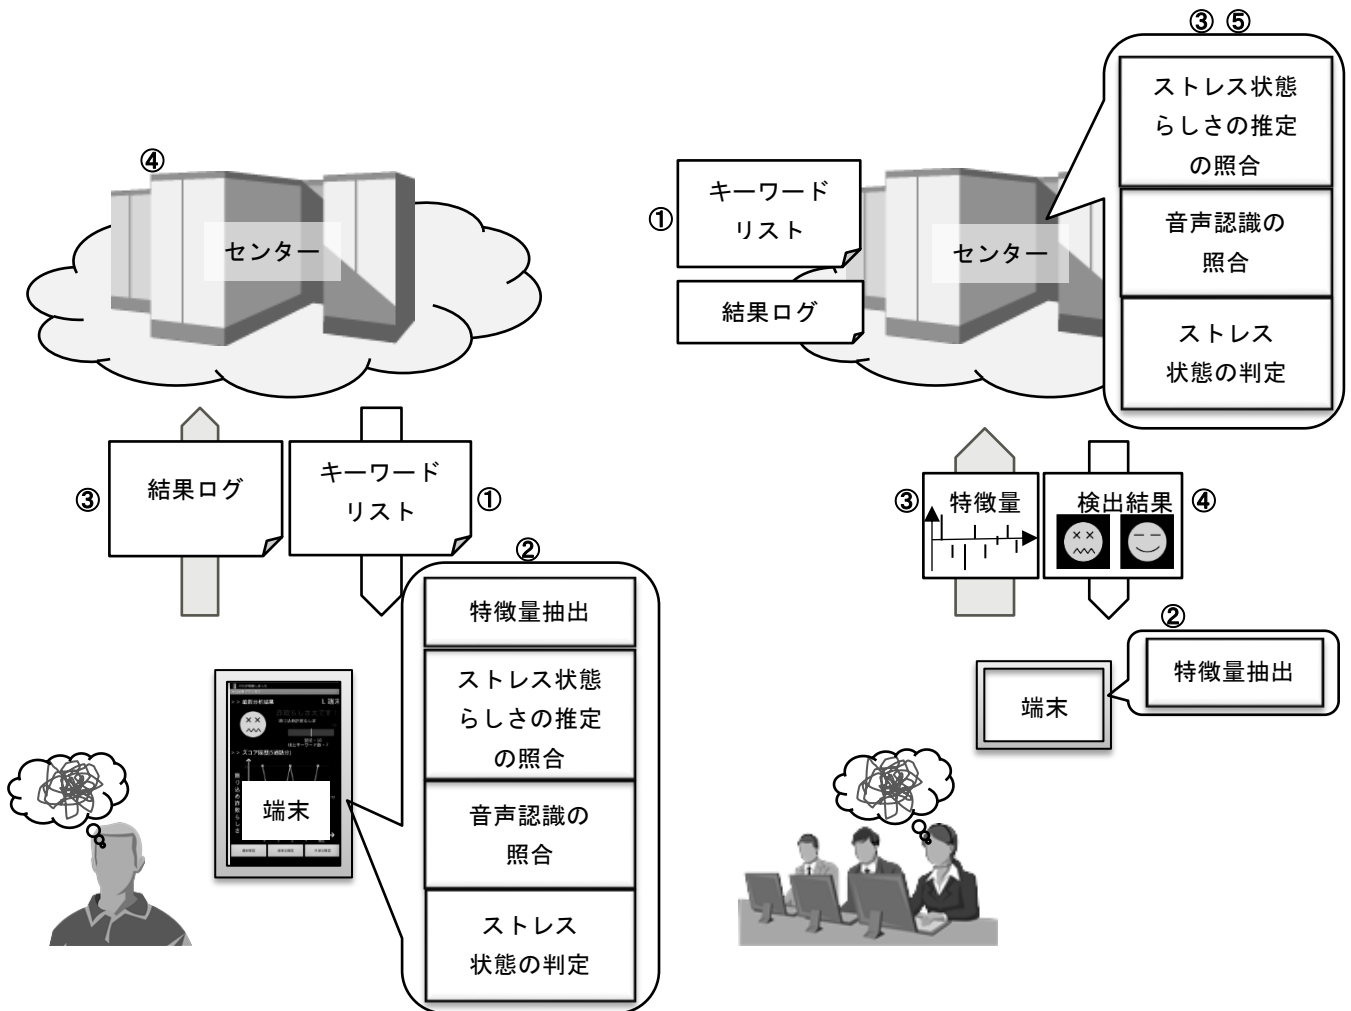 ④
センター
結果ログ
③
キーワード
リスト
①
②
特徴量抽出
ストレス状態
らしさの推定
の照合
音声認識の
照合
ストレス
状態の判定
端末
③ ⑤
ストレス状態
らしさの推定
の照合
音声認識の
照合
ストレス
状態の判定
①
キーワード
リスト
結果ログ
センター
③
特徴量
検出結果
④
②
特徴量抽出
端末